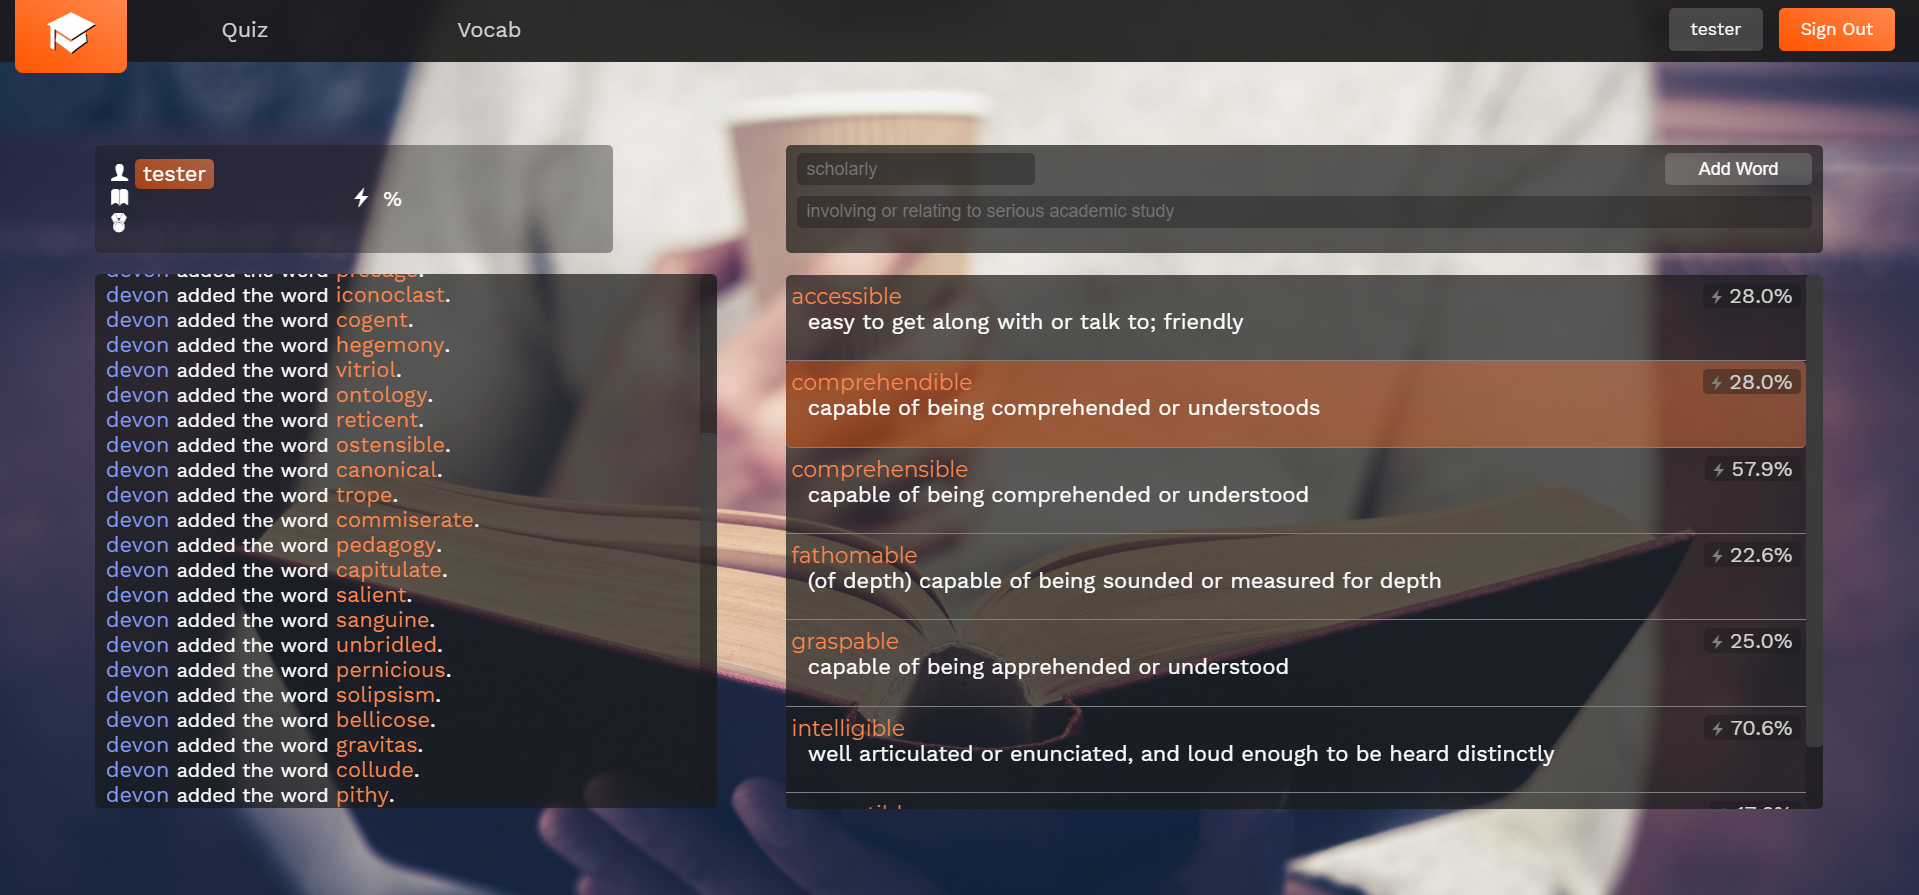 Quiz
Vocab
tester
Sign Out
tester
%
scholarly
Add Word
involving or relating to serious academic study
devon added the word presage.
devon added the word iconoclast.
devon added the word cogent.
devon added the word hegemony.
devon added the word vitriol.
devon added the word ontology.
devon added the word reticent.
devon added the word ostensible.
devon added the word canonical.
devon added the word trope.
devon added the word commiserate.
devon added the word pedagogy.
devon added the word capitulate.
devon added the word salient.
devon added the word sanguine.
devon added the word unbridled.
devon added the word pernicious.
devon added the word solipsism.
devon added the word bellicose.
devon added the word gravitas.
devon added the word collude.
devon added the word pithy.
accessible
28.0%
easy to get along with or talk to; friendly
comprehendible
28.0%
capable of being comprehended or understoods
comprehensible
57.9%
capable of being comprehended or understood
fathomable
22.6%
(of depth) capable of being sounded or measured for depth
graspable
25.0%
capable of being apprehended or understood
intelligible
70.6%
well articulated or enunciated, and loud enough to be heard distinctly